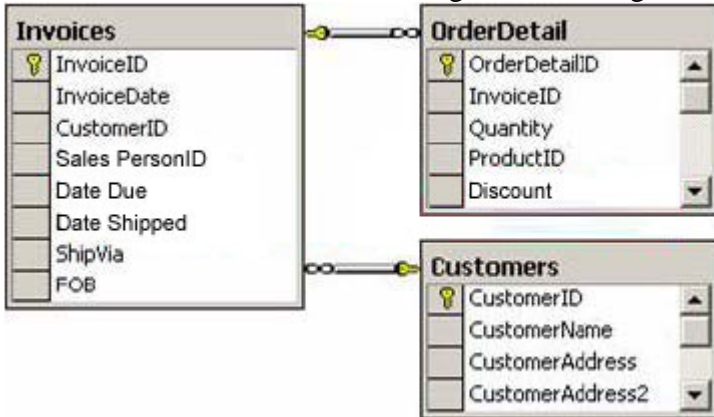 Invoices
InvoiceID
InvoiceDate
CustomerID
Sales PersonID
Date Due
Date Shipped
ShipVia
FOB
OrderDetail
OrderDetailID
InvoiceID
Quantity
ProductID
Discount
Customers
CustomerID
CustomerName
CustomerAddress
CustomerAddress2